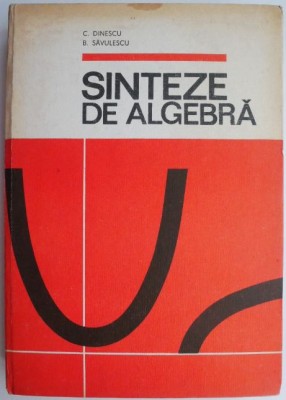 C. DINESCU
B. SĂVULESCU
SINTEZE
DE ALGEBRĂ